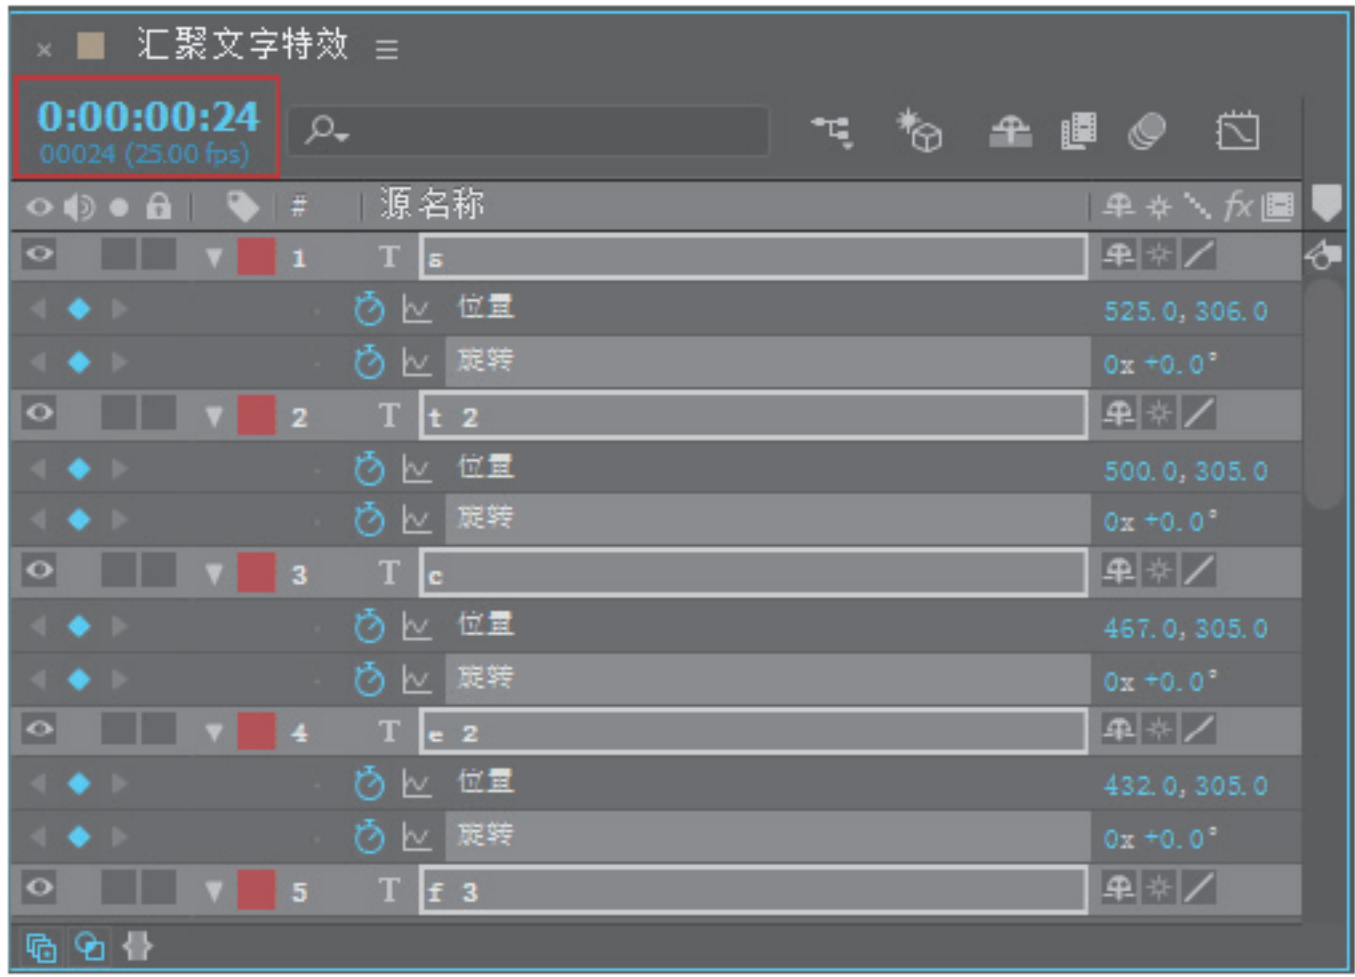 汇聚文字特效
0:00:00:24
00024 (25.00 fps)
# 源名称 fx
1 T s
位置 525.0, 306.0
旋转 0x +0.0°
2 T t 2
位置 500.0, 305.0
旋转 0x +0.0°
3 T c
位置 467.0, 305.0
旋转 0x +0.0°
4 T e 2
位置 432.0, 305.0
旋转 0x +0.0°
5 T f 3